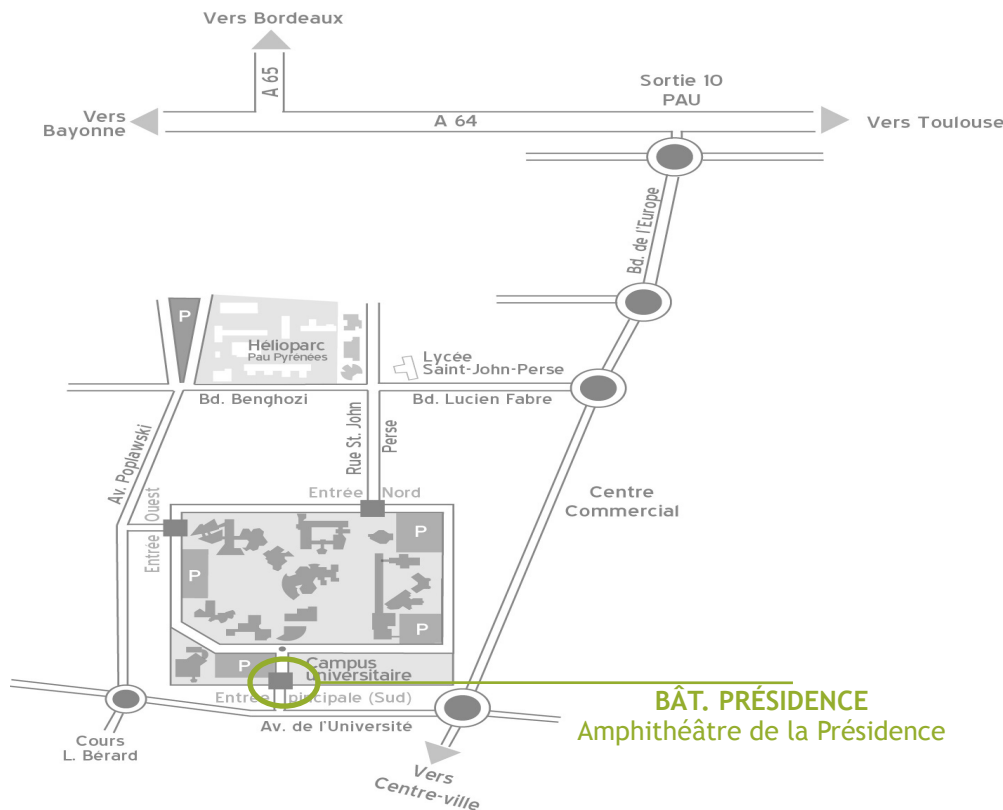 Vers Bordeaux
A 65
Sortie 10
PAU
Vers
Bayonne
A 64
Vers Toulouse
Bd. de l'Europe
P
Hélioparc
Pau Pyrénées
Lycée
Saint-John-Perse
Bd. Benghozi
Bd. Lucien Fabre
Av. Poplawski
Rue St. John
Perse
Entrée Nord
Centre
Commercial
Entrée Ouest
P
P
P
P
Campus
universitaire
Entrée pincipale (Sud)
BÂT. PRÉSIDENCE
Amphithéâtre de la Présidence
Av. de l'Université
Cours
L. Bérard
Vers
Centre-ville